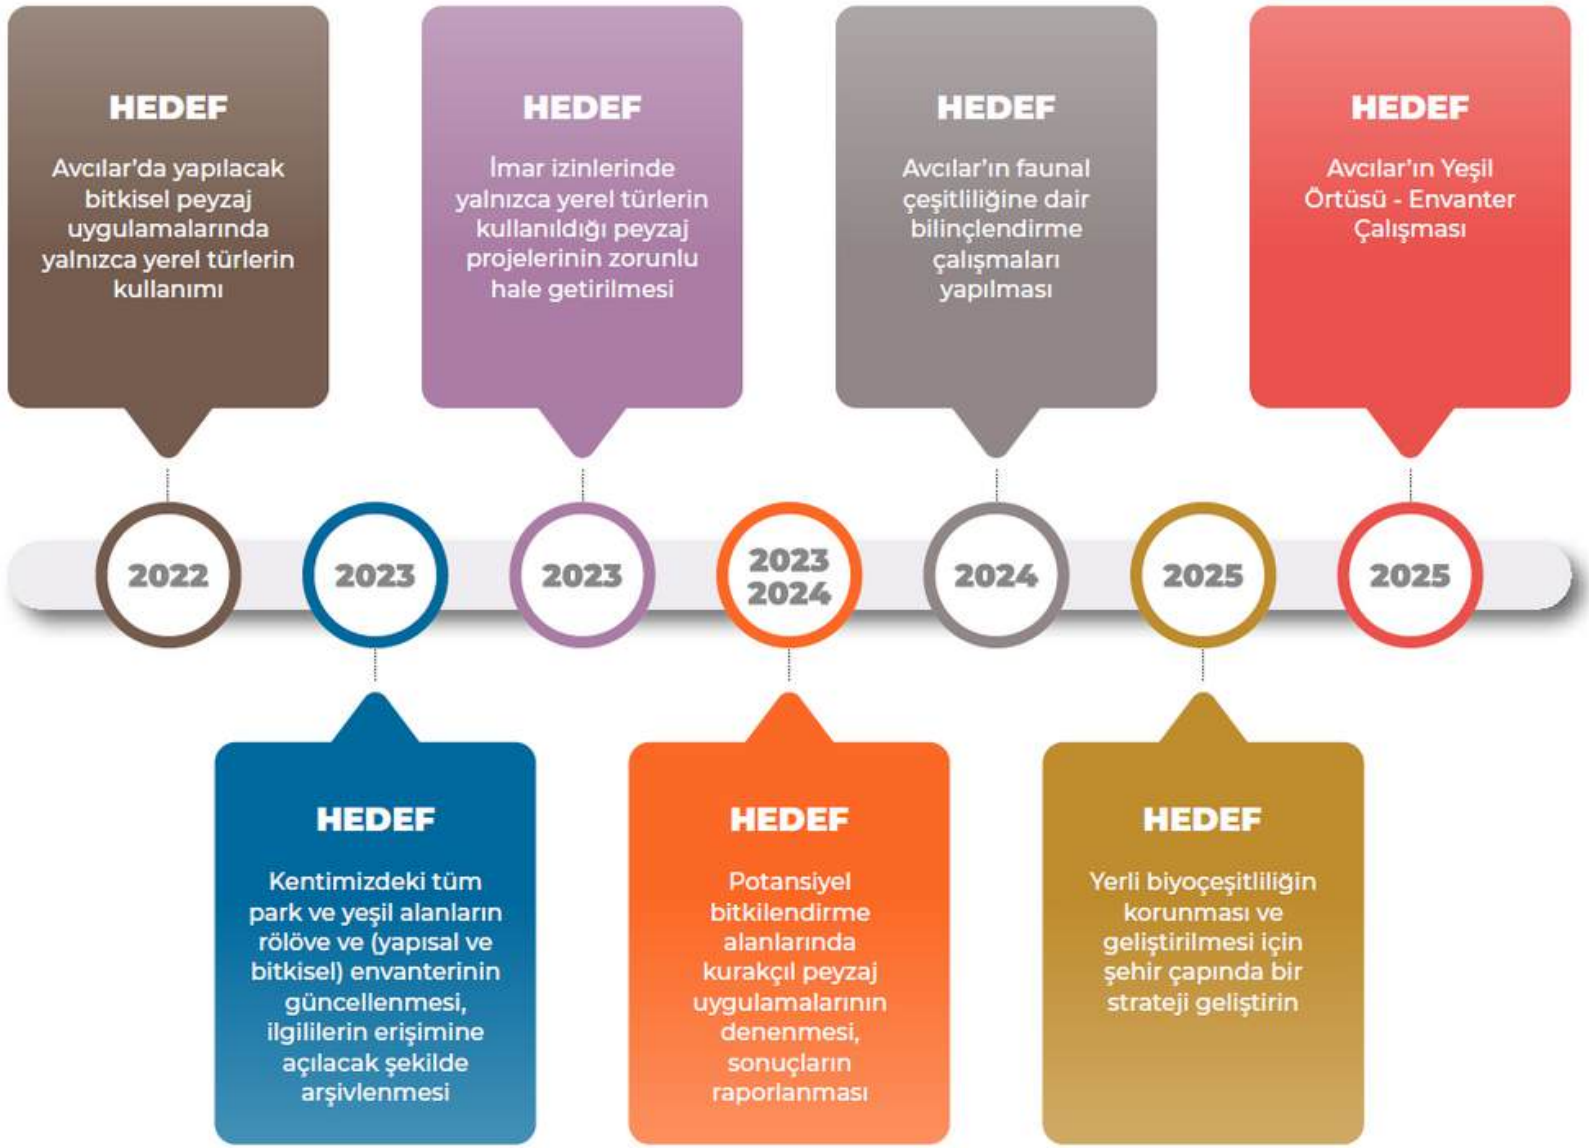 HEDEF
Avcılar'da yapılacak
bitkisel peyzaj
uygulamalarında
yalnızca yerel türlerin
kullanımı
HEDEF
İmar izinlerinde
yalnızca yerel türlerin
kullanıldığı peyzaj
projelerinin zorunlu
hale getirilmesi
HEDEF
Avcılar'ın faunal
çeşitliliğine dair
bilinçlendirme
çalışmaları
yapılması
HEDEF
Avcılar'ın Yeşil
Örtüsü - Envanter
Çalışması
2022
2023
2023
2023
2024
2024
2025
2025
HEDEF
Kentimizdeki tüm
park ve yeşil alanların
rölöve ve (yapısal ve
bitkisel) envanterinin
güncellenmesi,
ilgililerin erişimine
açılacak şekilde
arşivlenmesi
HEDEF
Potansiyel
bitkilendirme
alanlarında
kurakçıl peyzaj
uygulamalarının
denenmesi,
sonuçların
raporlanması
HEDEF
Yerli biyoçeşitliliğin
korunması ve
geliştirilmesi için
şehir çapında bir
strateji geliştirin